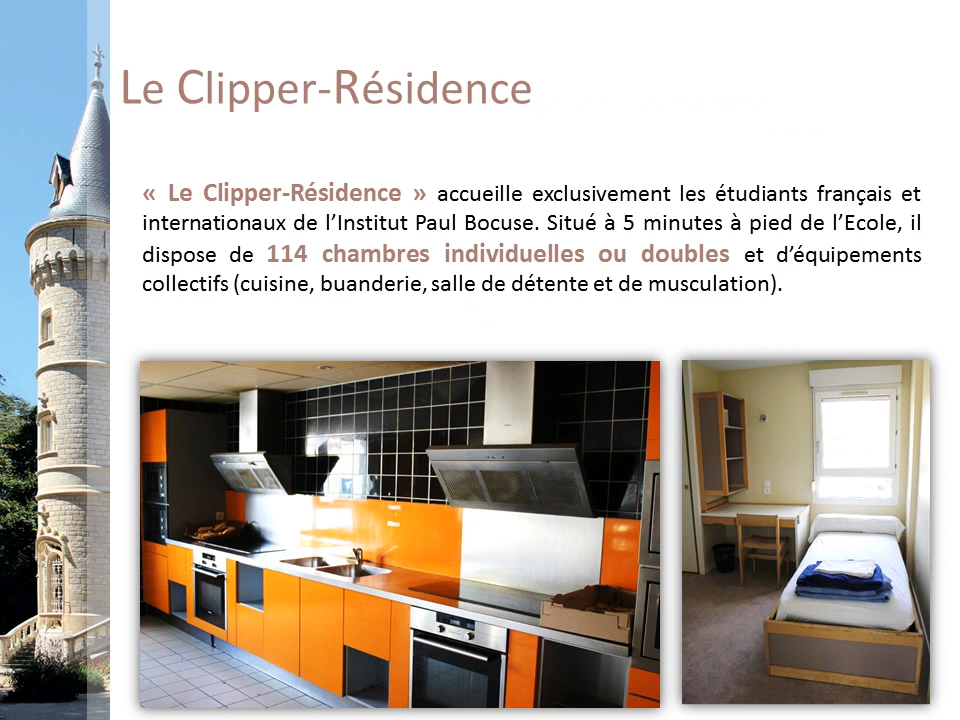 Le Clipper-Résidence
« Le Clipper-Résidence » accueille exclusivement les étudiants français et
internationaux de l’Institut Paul Bocuse. Situé à 5 minutes à pied de l’Ecole, il
dispose de 114 chambres individuelles ou doubles et d’équipements
collectifs (cuisine, buanderie, salle de détente et de musculation).